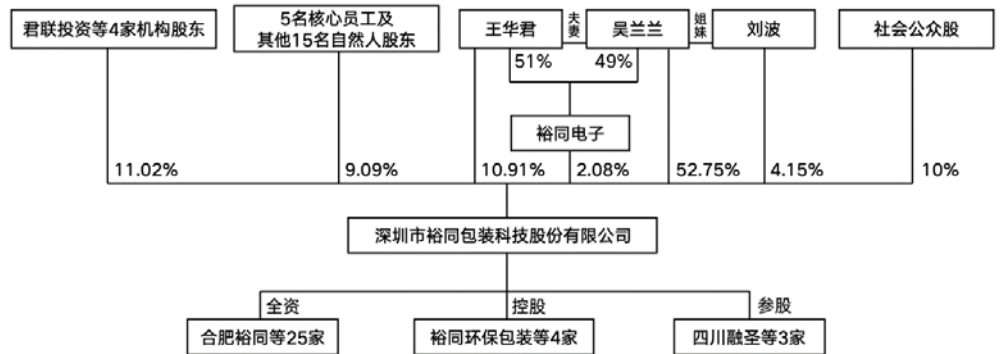 君联投资等4家机构股东
5名核心员工及
其他15名自然人股东
王华君
夫妻
吴兰兰
姐妹
刘波
社会公众股
51%
49%
裕同电子
11.02%
9.09%
10.91%
2.08%
52.75%
4.15%
10%
深圳市裕同包装科技股份有限公司
全资
控股
参股
合肥裕同等25家
裕同环保包装等4家
四川融圣等3家